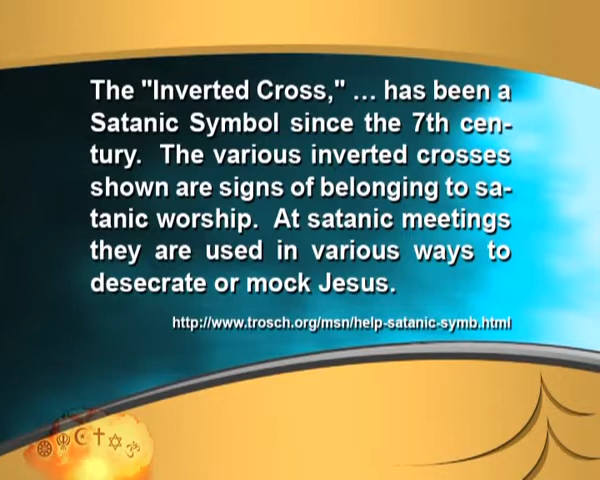 The "Inverted Cross," ... has been a
Satanic Symbol since the 7th cen-
tury. The various inverted crosses
shown are signs of belonging to sa-
tanic worship. At satanic meetings
they are used in various ways to
desecrate or mock Jesus.
http://www.trosch.org/msn/help-satanic-symb.html